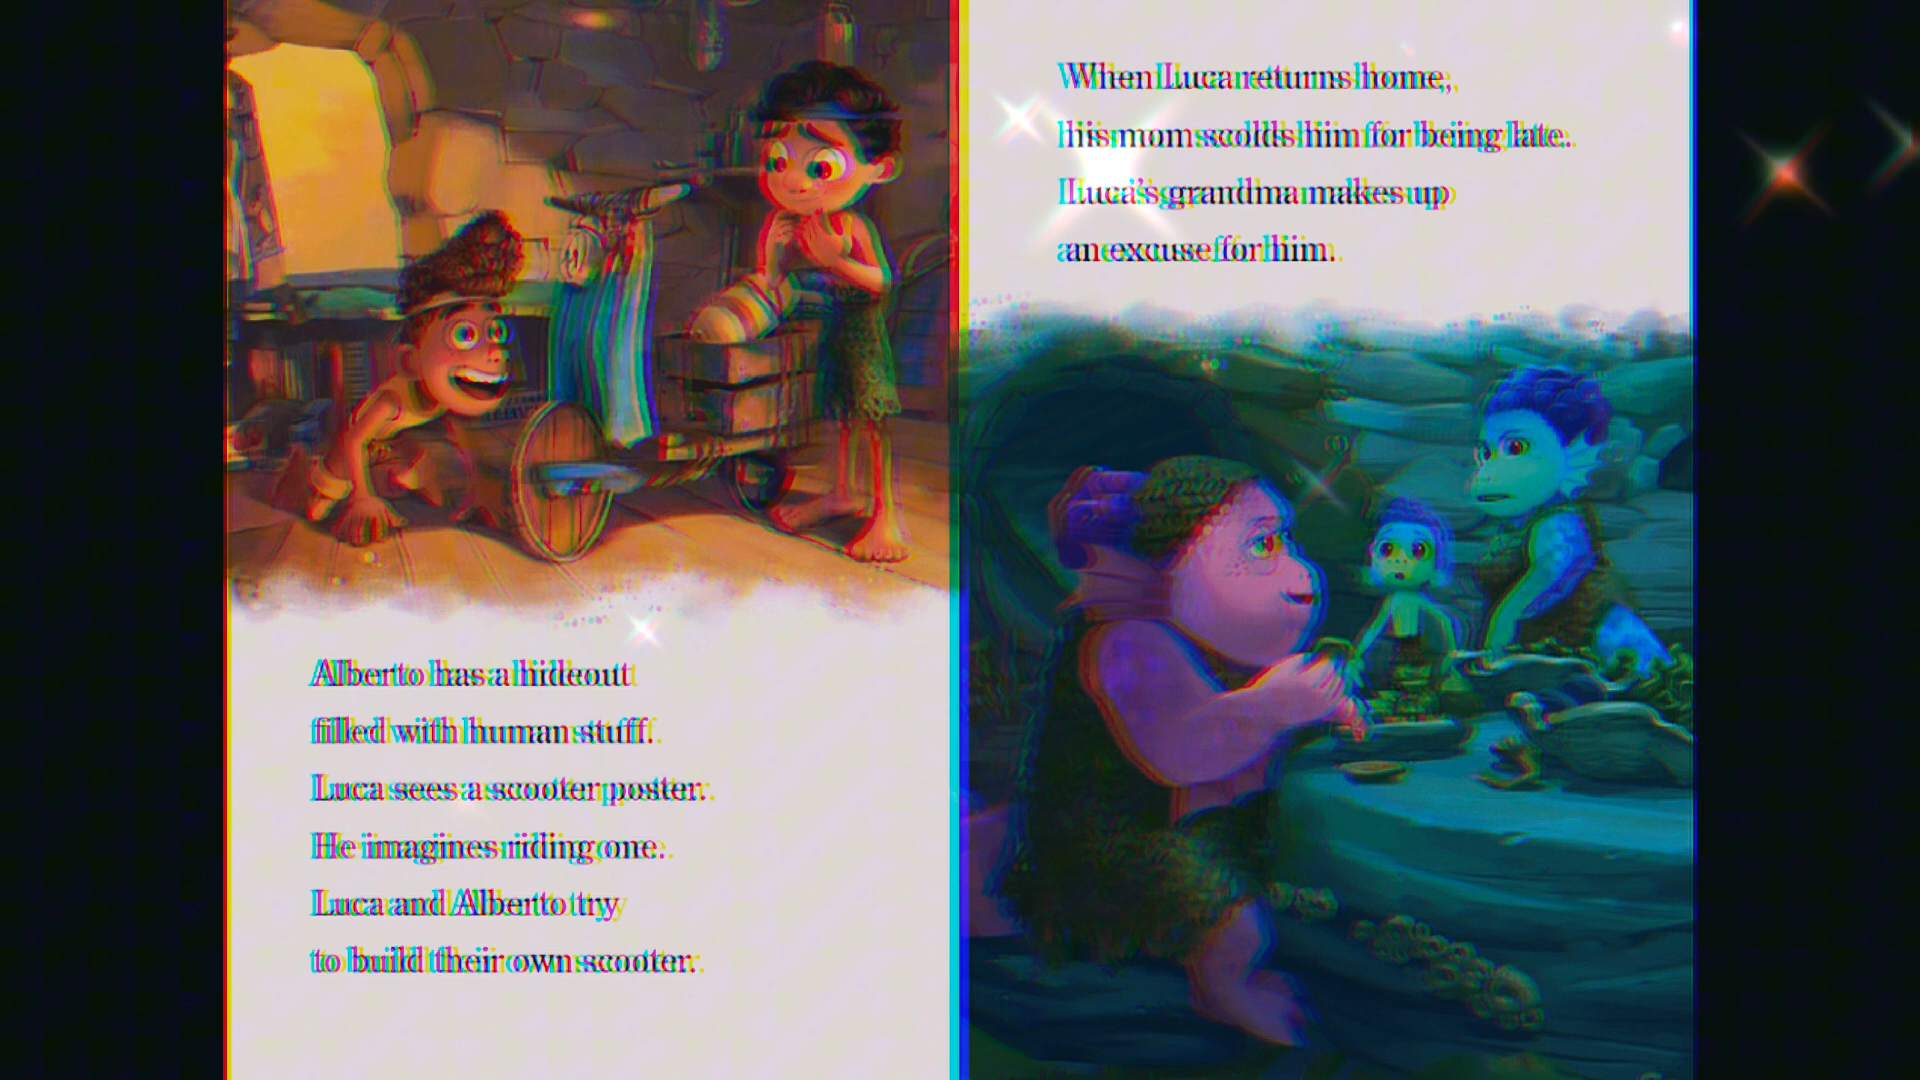 Alberto has a hideout
filled with human stuff.
Luca sees a scooter poster.
He imagines riding one.
Luca and Alberto try
to build their own scooter.
When Luca returns home,
his mom scolds him for being late.
Luca's grandma makes up
an excuse for him.